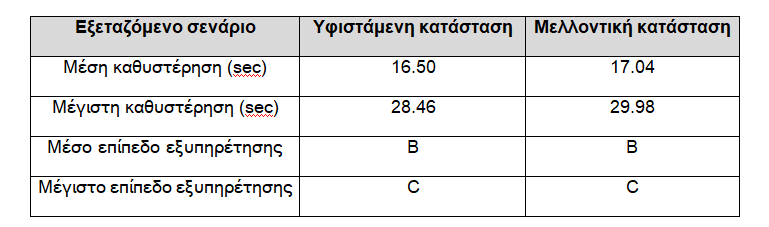 Εξεταζόμενο σενάριο Υφιστάμενη κατάσταση Μελλοντική κατάσταση
Μέση καθυστέρηση (sec) 16.50 17.04
Μέγιστη καθυστέρηση (sec) 28.46 29.98
Μέσο επίπεδο εξυπηρέτησης B B
Μέγιστο επίπεδο εξυπηρέτησης C C